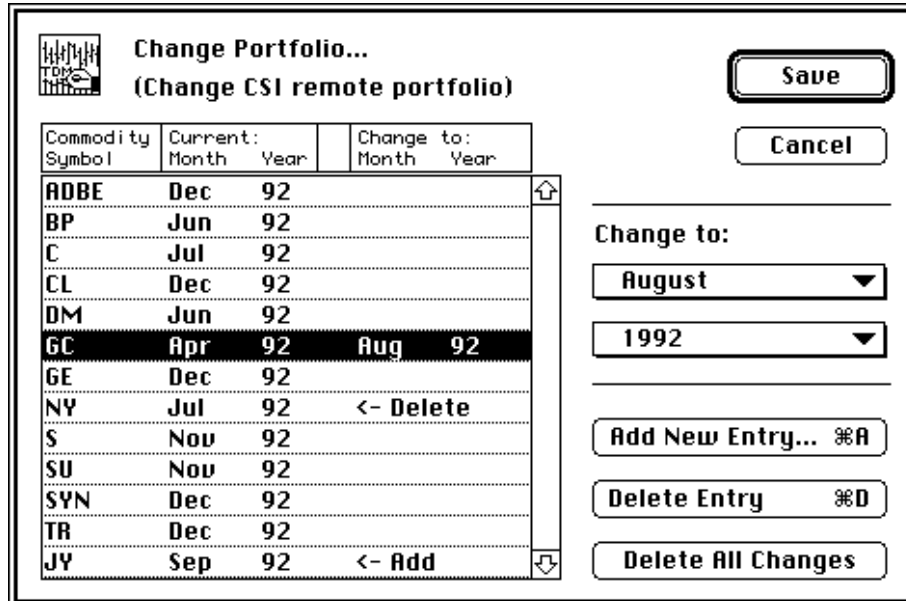 Change Portfolio...
(Change CSI remote portfolio)
TDM
Save
Cancel
Commodity Current: Change to:
Symbol Month Year Month Year
ADBE Dec 92
BP Jun 92
C Jul 92
CL Dec 92
DM Jun 92
GC Apr 92 Aug 92
GE Dec 92
NY Jul 92 <- Delete
S Nov 92
SU Nov 92
SYN Dec 92
TR Dec 92
JY Sep 92 <- Add
Change to:
August
1992
Add New Entry... ⌘A
Delete Entry ⌘D
Delete All Changes